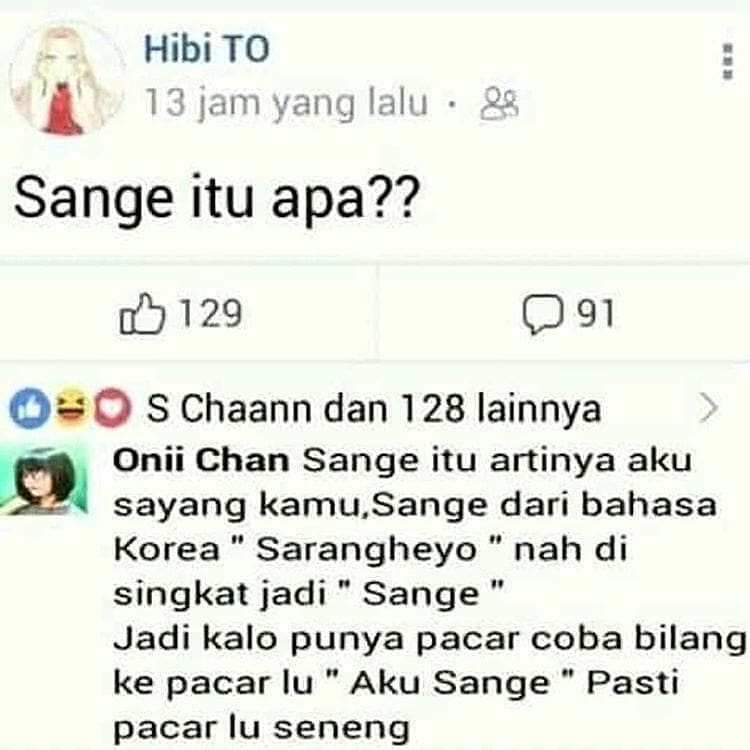 Hibi TO
13 jam yang lalu ·
Sange itu apa??
129
91
S Chaann dan 128 lainnya
Onii Chan Sange itu artinya aku
sayang kamu,Sange dari bahasa
Korea " Sarangheyo " nah di
singkat jadi " Sange "
Jadi kalo punya pacar coba bilang
ke pacar lu " Aku Sange " Pasti
pacar lu seneng